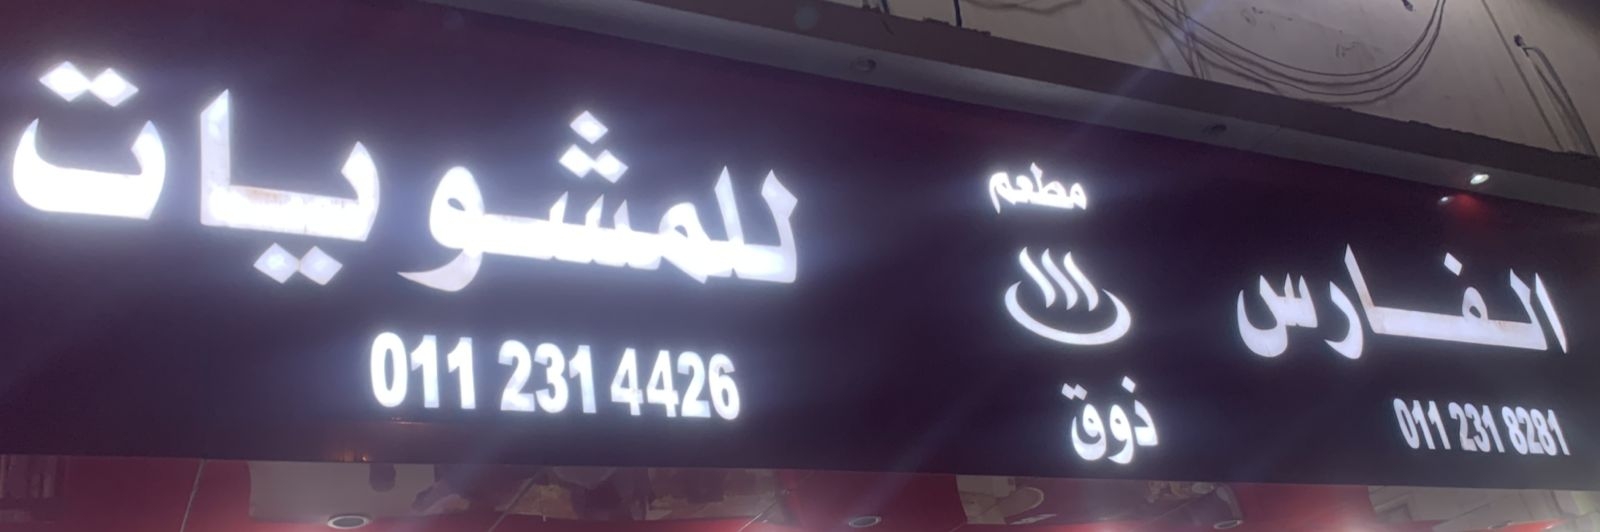 مطعم
ذوق
الفارس
للمشويات
011 231 8281
011 231 4426